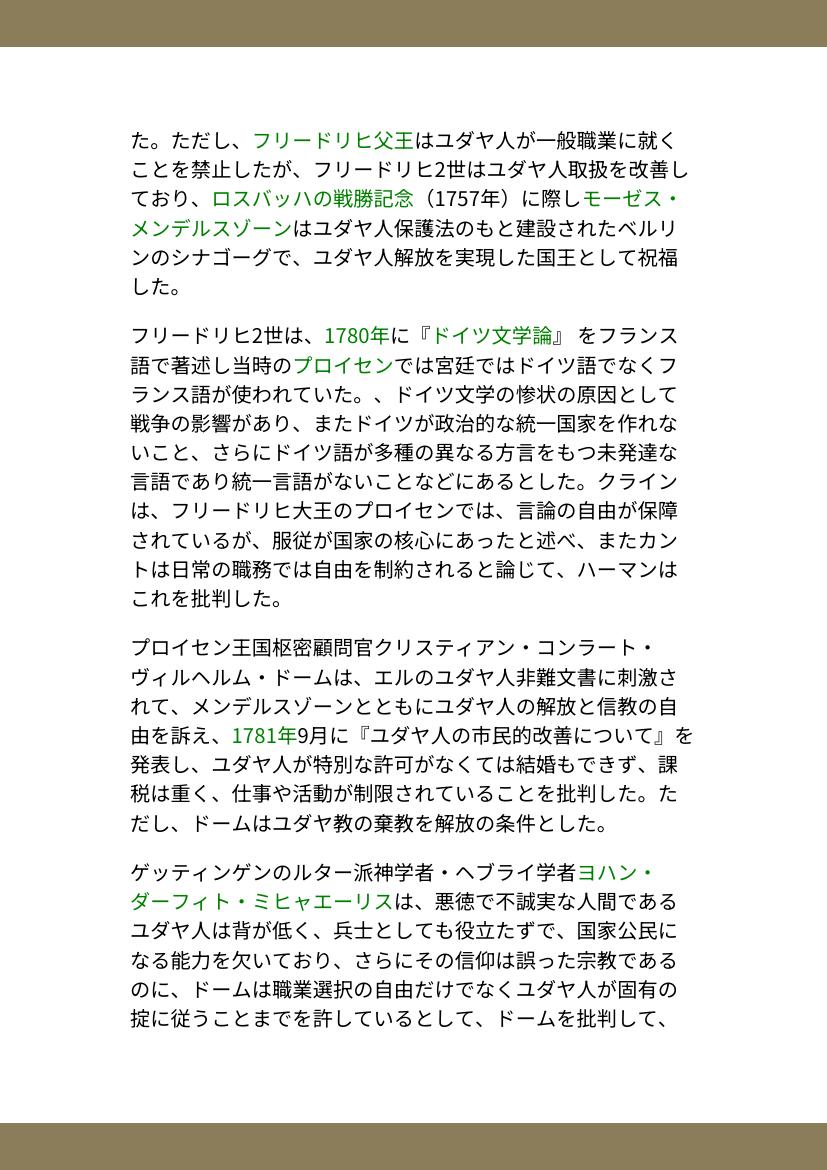 た。ただし、フリードリヒ父王はユダヤ人が一般職業に就く
ことを禁止したが、フリードリヒ2世はユダヤ人取扱を改善し
ており、ロスバッハの戦勝記念（1757年）に際しモーゼス・
メンデルスゾーンはユダヤ人保護法のもと建設されたベルリ
ンのシナゴーグで、ユダヤ人解放を実現した国王として祝福
した。
フリードリヒ2世は、1780年に『ドイツ文学論』 をフランス
語で著述し当時のプロイセンでは宮廷ではドイツ語でなくフ
ランス語が使われていた。、ドイツ文学の惨状の原因として
戦争の影響があり、またドイツが政治的な統一国家を作れな
いこと、さらにドイツ語が多種の異なる方言をもつ未発達な
言語であり統一言語がないことなどにあるとした。クライン
は、フリードリヒ大王のプロイセンでは、言論の自由が保障
されているが、服従が国家の核心にあったと述べ、またカン
トは日常の職務では自由を制約されると論じて、ハーマンは
これを批判した。
プロイセン王国枢密顧問官クリスティアン・コンラート・
ヴィルヘルム・ドームは、エルのユダヤ人非難文書に刺激さ
れて、メンデルスゾーンとともにユダヤ人の解放と信教の自
由を訴え、1781年9月に『ユダヤ人の市民的改善について』を
発表し、ユダヤ人が特別な許可がなくては結婚もできず、課
税は重く、仕事や活動が制限されていることを批判した。た
だし、ドームはユダヤ教の棄教を解放の条件とした。
ゲッティンゲンのルター派神学者・ヘブライ学者ヨハン・
ダーフィト・ミヒャエーリスは、悪徳で不誠実な人間である
ユダヤ人は背が低く、兵士としても役立たずで、国家公民に
なる能力を欠いており、さらにその信仰は誤った宗教である
のに、ドームは職業選択の自由だけでなくユダヤ人が固有の
掟に従うことまでを許しているとして、ドームを批判して、